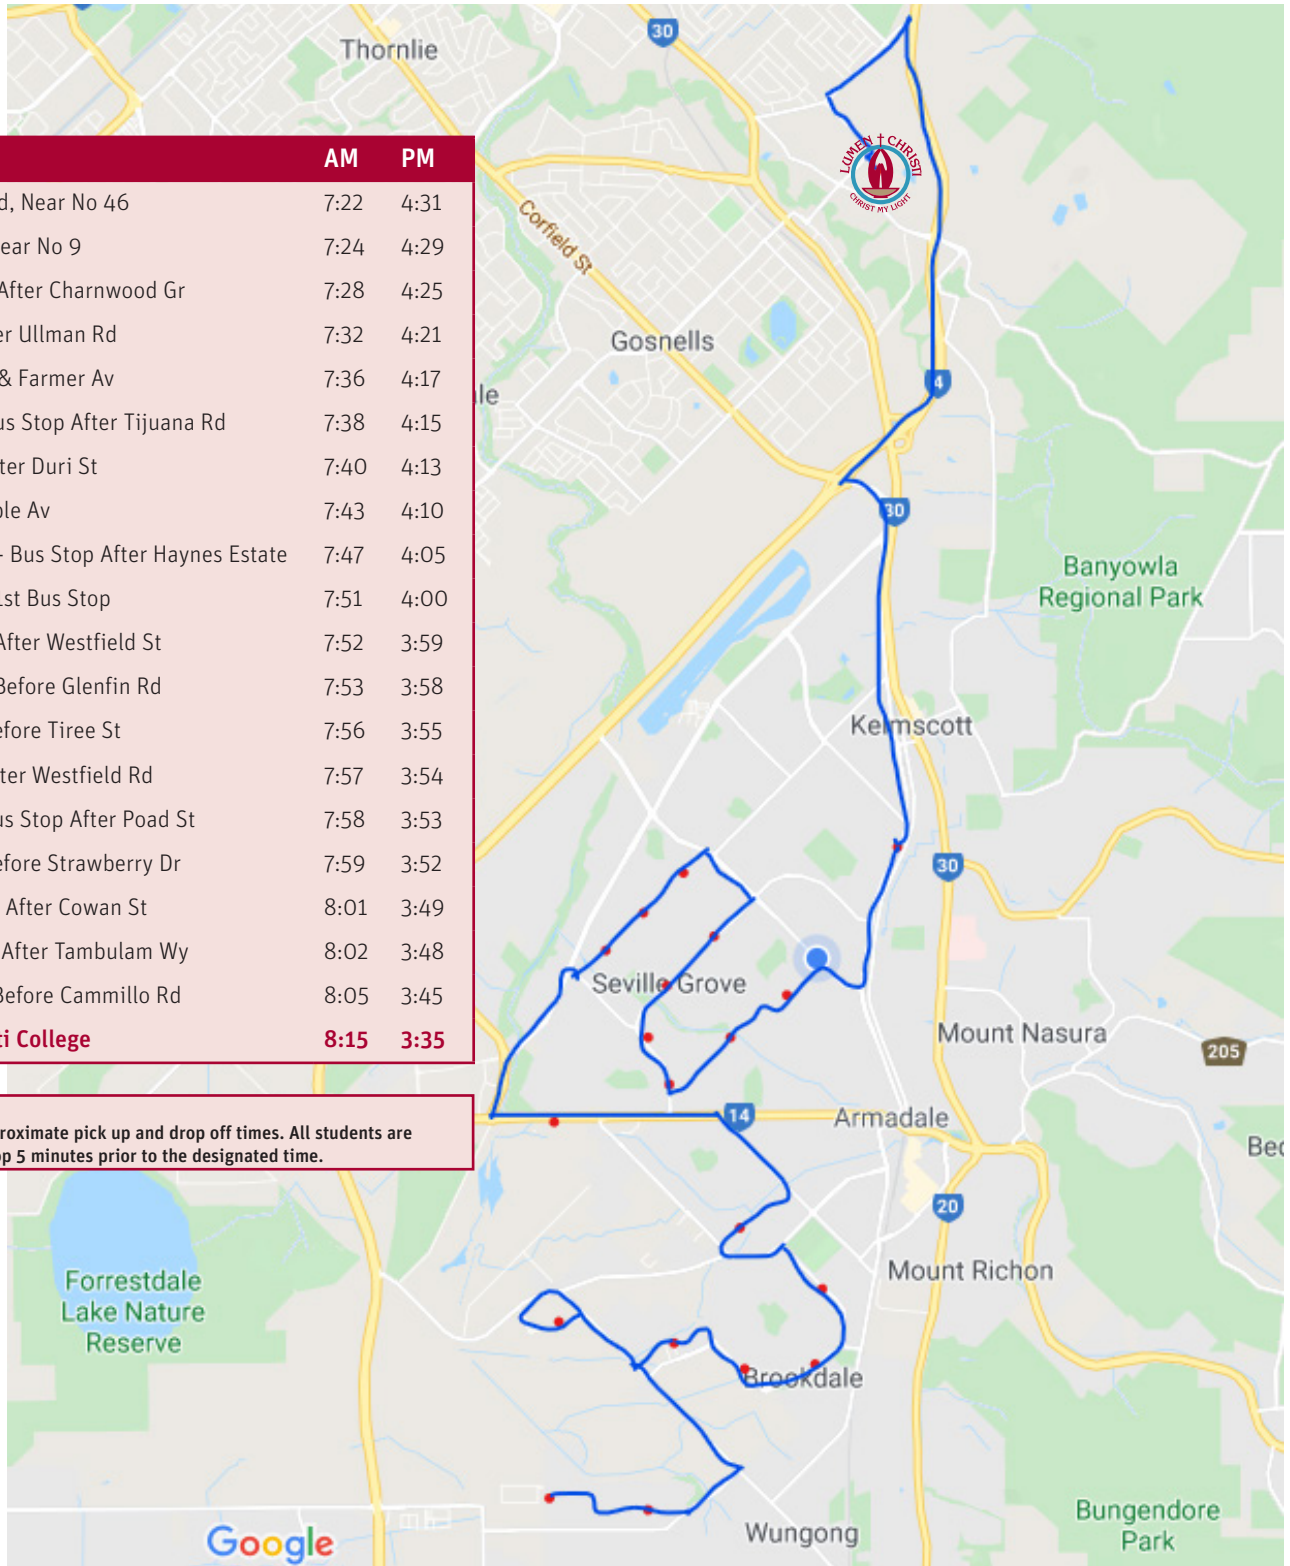 Thornlie
30
AM PM
d, Near No 46 7:22 4:31
ear No 9 7:24 4:29
After Charnwood Gr 7:28 4:25
er Ullman Rd 7:32 4:21
& Farmer Av 7:36 4:17
us Stop After Tijuana Rd 7:38 4:15
ter Duri St 7:40 4:13
ole Av 7:43 4:10
- Bus Stop After Haynes Estate 7:47 4:05
1st Bus Stop 7:51 4:00
After Westfield St 7:52 3:59
Before Glenfin Rd 7:53 3:58
efore Tiree St 7:56 3:55
ter Westfield Rd 7:57 3:54
us Stop After Poad St 7:58 3:53
efore Strawberry Dr 7:59 3:52
After Cowan St 8:01 3:49
After Tambulam Wy 8:02 3:48
Before Cammillo Rd 8:05 3:45
ti College 8:15 3:35
roximate pick up and drop off times. All students are
op 5 minutes prior to the designated time.
LUMEN CHRISTI
CHRIST MY LIGHT
Corfield St
Gosnells
4
le
30
Banyowla
Regional Park
Kelmscott
30
Seville Grove
Mount Nasura
205
14
Armadale
Bed
20
Mount Richon
Forrestdale
Lake Nature
Reserve
Brookdale
Bungendore
Park
Wungong
Google